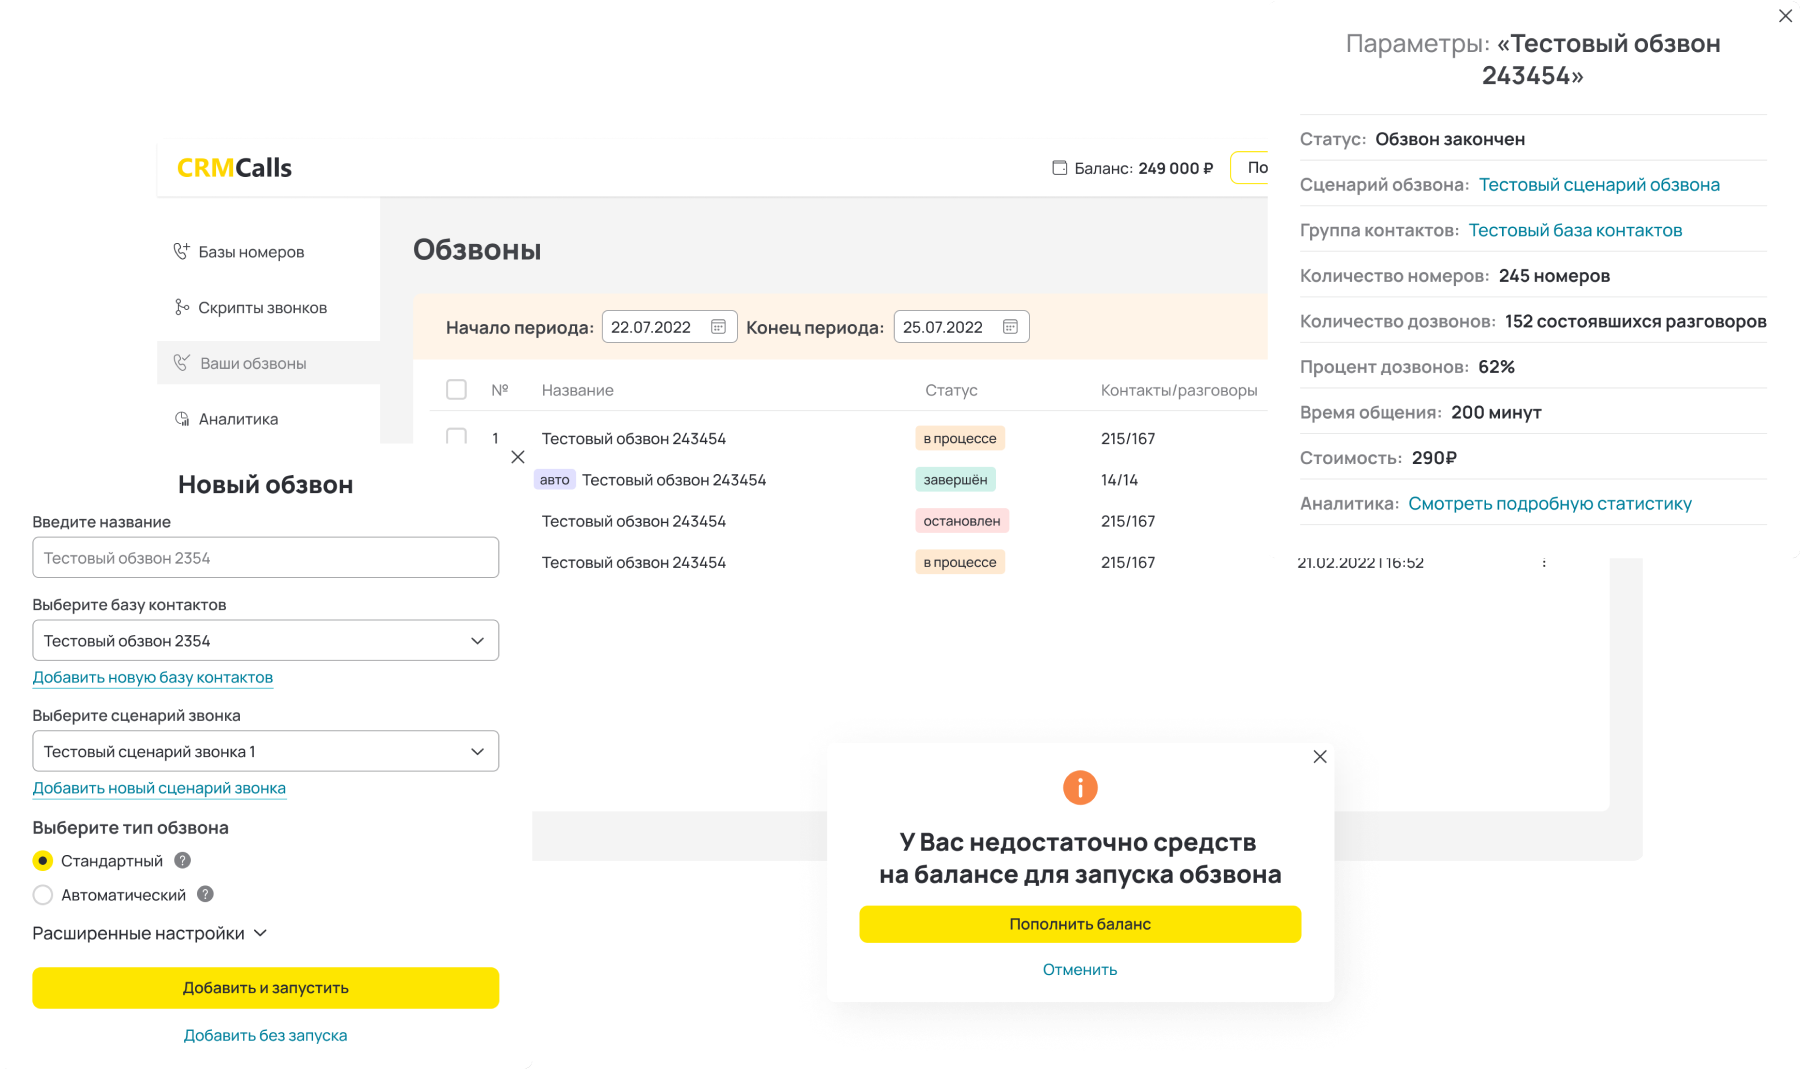 Параметры: «Тестовый обзвон
243454»
Статус: Обзвон закончен
Сценарий обзвона: Тестовый сценарий обзвона
Группа контактов: Тестовый база контактов
Количество номеров: 245 номеров
Количество дозвонов: 152 состоявшихся разговоров
Процент дозвонов: 62%
Время общения: 200 минут
Стоимость: 290₽
Аналитика: Смотреть подробную статистику
CRMCalls
Баланс: 249 000 ₽
По
Базы номеров
Скрипты звонков
Ваши обзвоны
Аналитика
Обзвоны
Начало периода: 22.07.2022 Конец периода: 25.07.2022
№ Название Статус Контакты/разговоры
1 Тестовый обзвон 243454 в процессе 215/167
авто Тестовый обзвон 243454 завершён 14/14
Тестовый обзвон 243454 остановлен 215/167
Тестовый обзвон 243454 в процессе 215/167 21.02.2022 | 16:52
Новый обзвон
Введите название
Тестовый обзвон 2354
Выберите базу контактов
Тестовый обзвон 2354
Добавить новую базу контактов
Выберите сценарий звонка
Тестовый сценарий звонка 1
Добавить новый сценарий звонка
Выберите тип обзвона
Стандартный ?
Автоматический ?
Расширенные настройки
Добавить и запустить
Добавить без запуска
У Вас недостаточно средств
на балансе для запуска обзвона
Пополнить баланс
Отменить